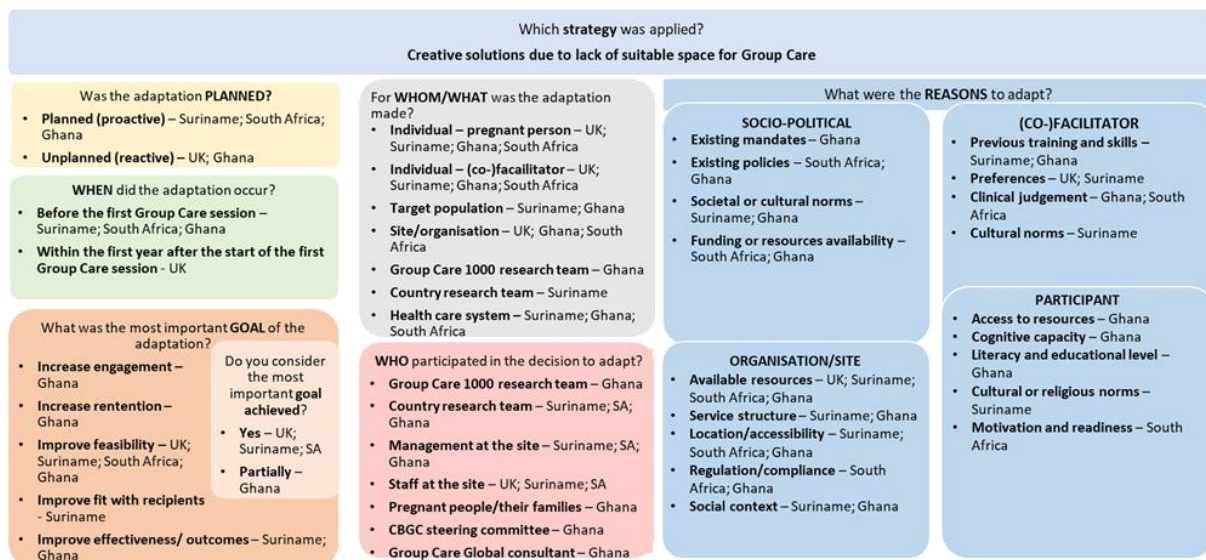 Which strategy was applied?
Creative solutions due to lack of suitable space for Group Care
Was the adaptation PLANNED?
• Planned (proactive) – Suriname; South Africa;
Ghana
• Unplanned (reactive) – UK; Ghana
WHEN did the adaptation occur?
• Before the first Group Care session –
Suriname; South Africa; Ghana
• Within the first year after the start of the first
Group Care session - UK
What was the most important GOAL of the
adaptation?
• Increase engagement –
Ghana
• Increase rentention –
Ghana
• Improve feasibility – UK;
Suriname; South Africa;
Ghana
• Improve fit with recipients
- Suriname
• Improve effectiveness/ outcomes – Suriname;
Ghana
Do you consider
the most
important goal
achieved?
• Yes – UK;
Suriname; SA
• Partially –
Ghana
For WHOM/WHAT was the adaptation
made?
• Individual – pregnant person – UK;
Suriname; Ghana; South Africa
• Individual – (co-)facailitator – UK;
Suriname; Ghana; South Africa
• Target population – Suriname; Ghana
• Site/organisation – UK; Ghana; South
Africa
• Group Care 1000 research team – Ghana
• Country research team – Suriname
• Health care system – Suriname; Ghana;
South Africa
WHO participated in the decision to adapt?
• Group Care 1000 research team – Ghana
• Country research team – Suriname; SA;
Ghana
• Management at the site – Suriname; SA;
Ghana
• Staff at the site – UK; Suriname; SA
• Pregnant people/their families – Ghana
• CBGC steering committee – Ghana
• Group Care Global consultant – Ghana
What were the REASONS to adapt?
SOCIO-POLITICAL
• Existing mandates – Ghana
• Existing policies – South Africa;
Ghana
• Societal or cultural norms –
Suriname; Ghana
• Funding or resources availability –
South Africa; Ghana
ORGANISATION/SITE
• Available resources – UK; Suriname;
South Africa; Ghana
• Service structure – Suriname; Ghana
• Location/accessibility – Suriname;
South Africa; Ghana
• Regulation/compliance – South
Africa; Ghana
• Social context – Suriname; Ghana
(CO-)FACILITATOR
• Previous training and skills –
Suriname; Ghana
• Preferences – UK; Suriname
• Clinical judgement – Ghana; South
Africa
• Cultural norms – Suriname
PARTICIPANT
• Access to resources – Ghana
• Cognitive capacity – Ghana
• Literacy and educational level –
Ghana
• Cultural or religious norms –
Suriname
• Motivation and readiness – South
Africa